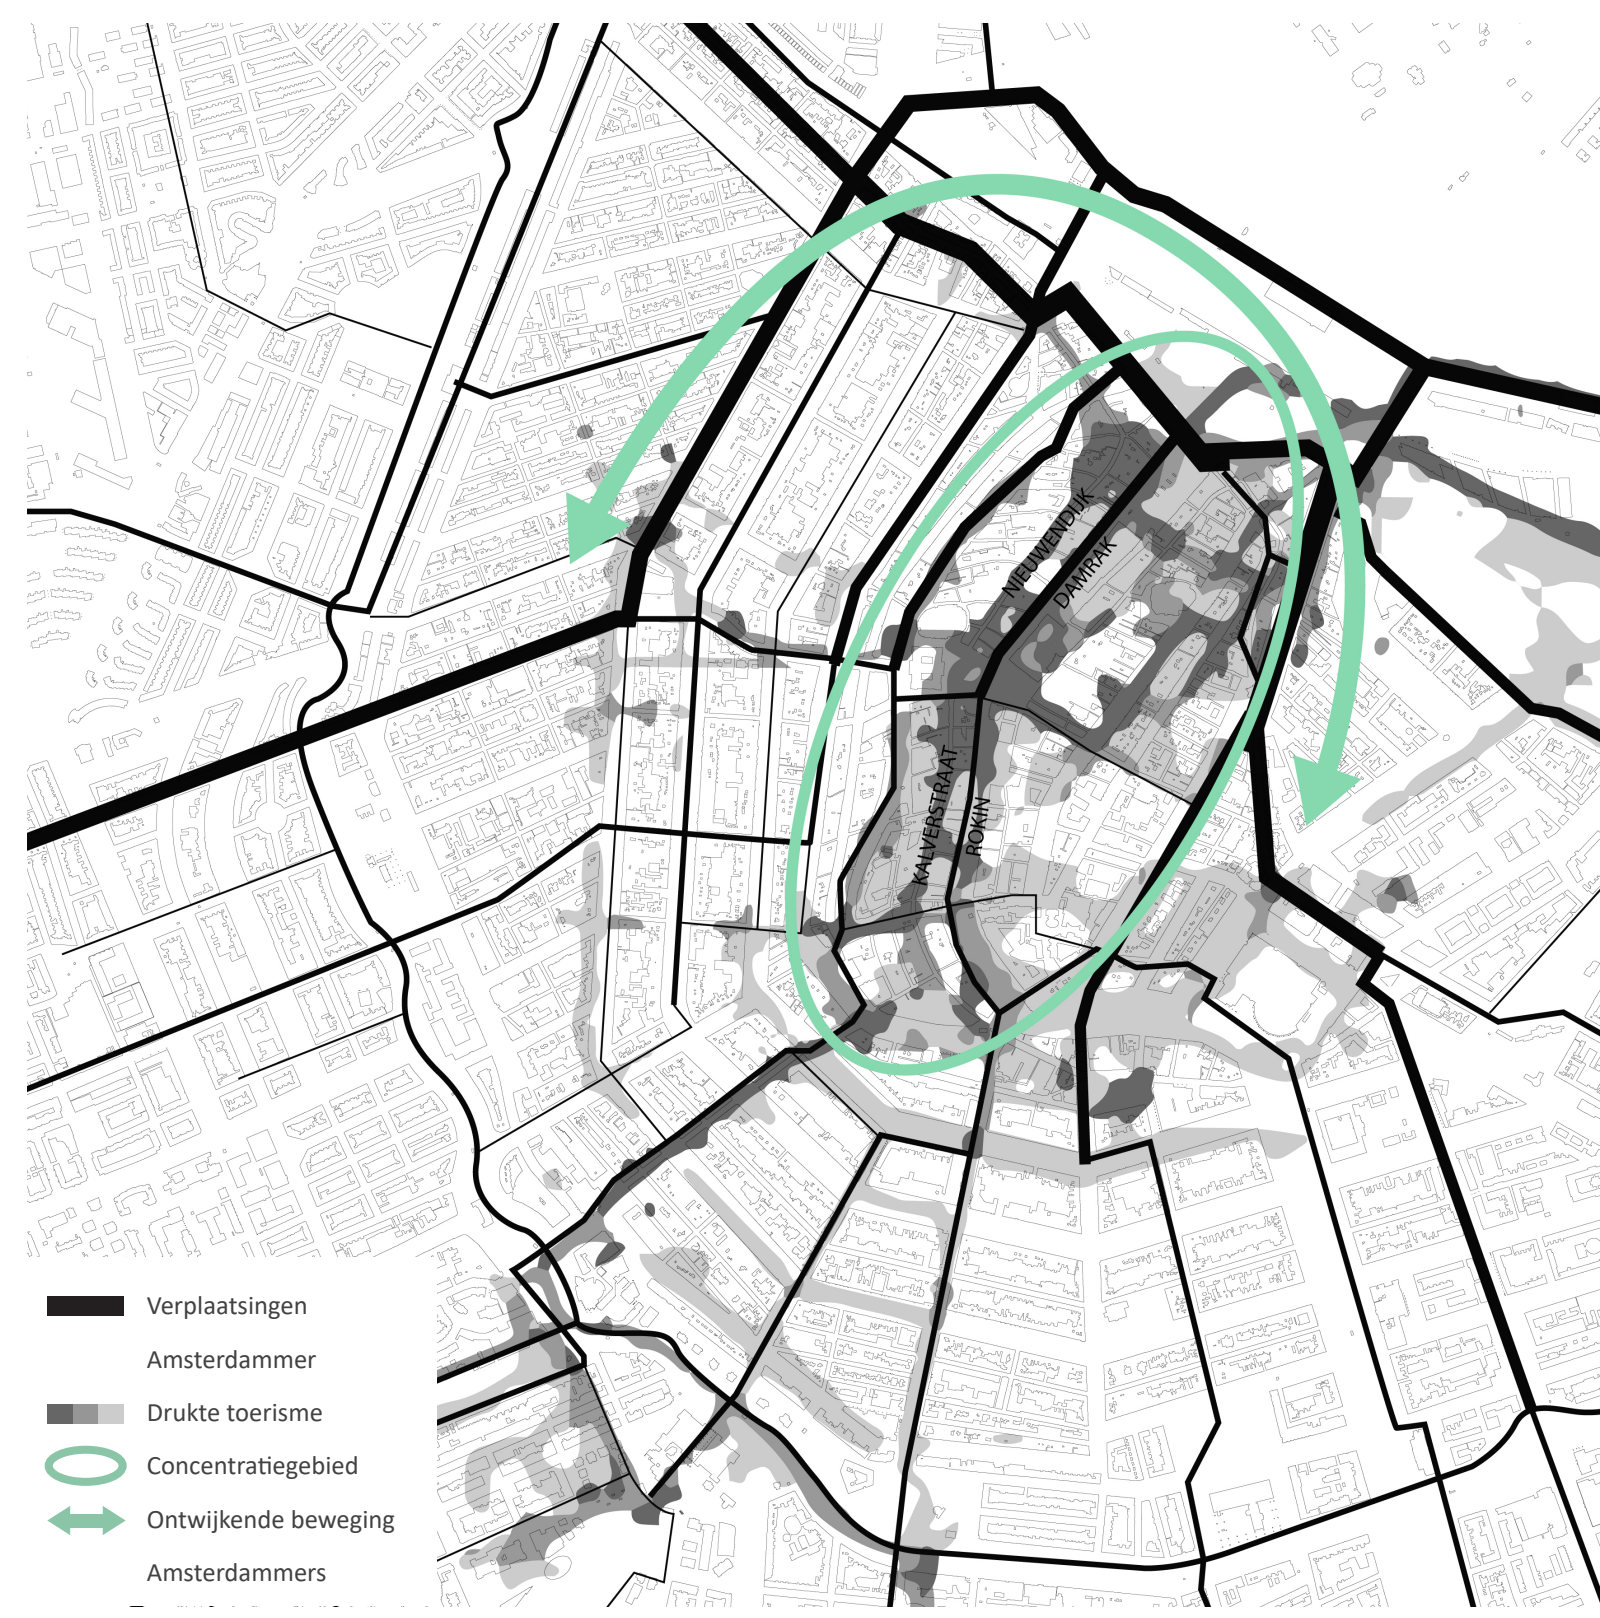 NIEUWENDIJK
DAMRAK
KALVERSTRAAT
ROKIN
Verplaatsingen
Amsterdammer
Drukte toerisme
Concentratiegebied
Ontwijkende beweging
Amsterdammers